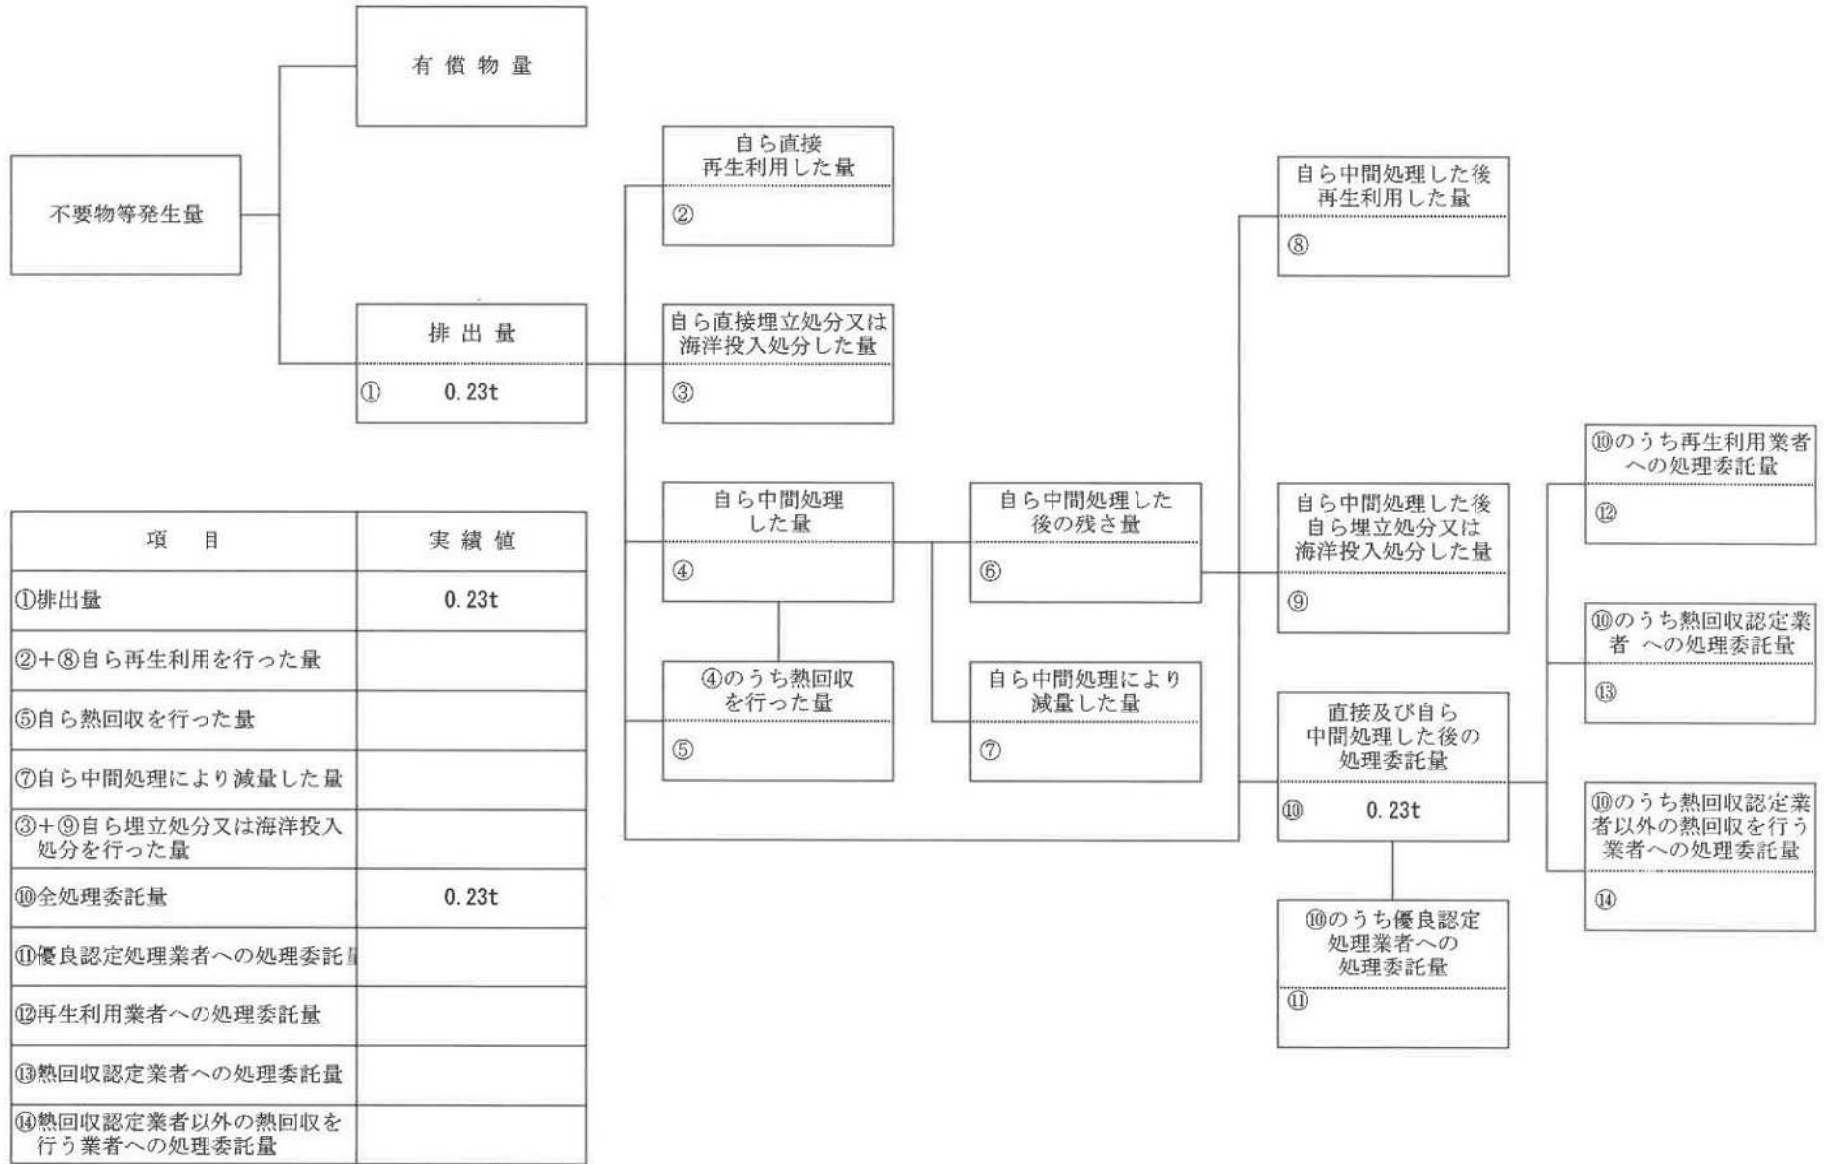 有 償 物 量
不要物等発生量
排 出 量
① 0.23t
自ら直接
再生利用した量
②
自ら直接埋立処分又は
海洋投入処分した量
③
自ら中間処理
した量
④
④のうち熱回収
を行った量
⑤
自ら中間処理した
後の残さ量
⑥
自ら中間処理により
減量した量
⑦
自ら中間処理した後
再生利用した量
⑧
自ら中間処理した後
自ら埋立処分又は
海洋投入処分した量
⑨
直接及び自ら
中間処理した後の
処理委託量
⑩ 0.23t
⑩のうち優良認定
処理業者への
処理委託量
⑪
⑩のうち再生利用業者
への処理委託量
⑫
⑩のうち熱回収認定業
者 への処理委託量
⑬
⑩のうち熱回収認定業
者以外の熱回収を行う
業者への処理委託量
⑭
項 目 実 績 値
①排出量 0.23t
②+⑧自ら再生利用を行った量
⑤自ら熱回収を行った量
⑦自ら中間処理により減量した量
③+⑨自ら埋立処分又は海洋投入
処分を行った量
⑩全処理委託量 0.23t
⑪優良認定処理業者への処理委託量
⑫再生利用業者への処理委託量
⑬熱回収認定業者への処理委託量
⑭熱回収認定業者以外の熱回収を
行う業者への処理委託量